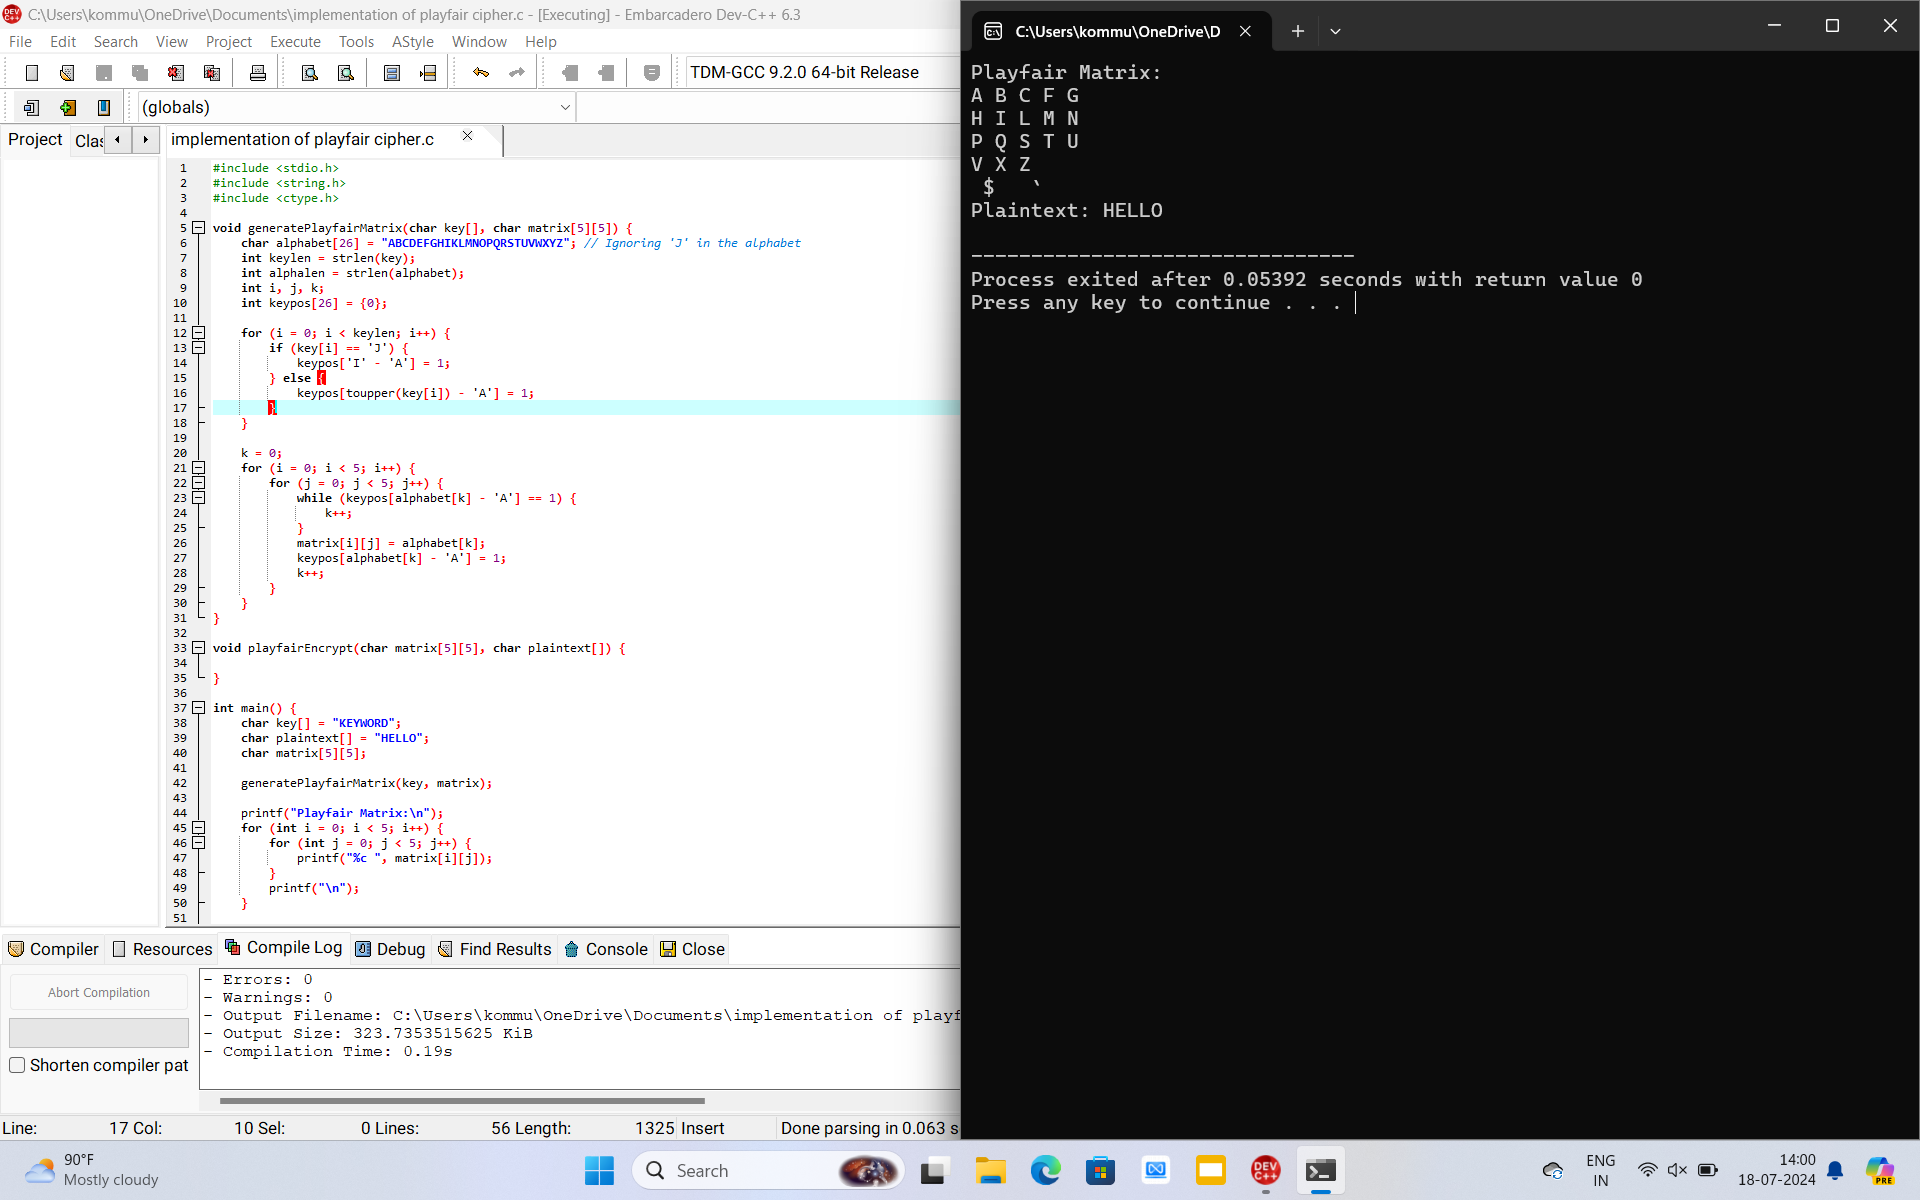 C:\Users\kommu\OneDrive\Documents\implementation of playfair cipher.c - [Executing] - Embarcadero Dev-C++ 6.3
File Edit Search View Project Execute Tools AStyle Window Help
TDM-GCC 9.2.0 64-bit Release
(globals)
Project Clas
implementation of playfair cipher.c
1 #include <stdio.h>
2 #include <string.h>
3 #include <ctype.h>
4
5 void generatePlayfairMatrix(char key[], char matrix[5][5]) {
6 char alphabet[26] = "ABCDEFGHIKLMNOPQRSTUVWXYZ"; // Ignoring 'J' in the alphabet
7 int keylen = strlen(key);
8 int alphalen = strlen(alphabet);
9 int i, j, k;
10 int keypos[26] = {0};
11
12 for (i = 0; i < keylen; i++) {
13 if (key[i] == 'J') {
14 keypos['I' - 'A'] = 1;
15 } else {
16 keypos[toupper(key[i]) - 'A'] = 1;
17 }
18 }
19
20 k = 0;
21 for (i = 0; i < 5; i++) {
22 for (j = 0; j < 5; j++) {
23 while (keypos[alphabet[k] - 'A'] == 1) {
24 k++;
25 }
26 matrix[i][j] = alphabet[k];
27 keypos[alphabet[k] - 'A'] = 1;
28 k++;
29 }
30 }
31 }
32
33 void playfairEncrypt(char matrix[5][5], char plaintext[]) {
34
35 }
36
37 int main() {
38 char key[] = "KEYWORD";
39 char plaintext[] = "HELLO";
40 char matrix[5][5];
41
42 generatePlayfairMatrix(key, matrix);
43
44 printf("Playfair Matrix:\n");
45 for (int i = 0; i < 5; i++) {
46 for (int j = 0; j < 5; j++) {
47 printf("%c ", matrix[i][j]);
48 }
49 printf("\n");
50 }
51
Compiler Resources Compile Log Debug Find Results Console Close
Abort Compilation
Shorten compiler pat
- Errors: 0
- Warnings: 0
- Output Filename: C:\Users\kommu\OneDrive\Documents\implementation of playf
- Output Size: 323.7353515625 KiB
- Compilation Time: 0.19s
Line: 17 Col: 10 Sel: 0 Lines: 56 Length: 1325 Insert Done parsing in 0.063 s
C:\Users\kommu\OneDrive\D
Playfair Matrix:
A B C F G
H I L M N
P Q S T U
V X Z
$ `
Plaintext: HELLO
--------------------------------
Process exited after 0.05392 seconds with return value 0
Press any key to continue . . .
90°F
Mostly cloudy
Search
DEV C++
ENG
IN
14:00
18-07-2024
PRE